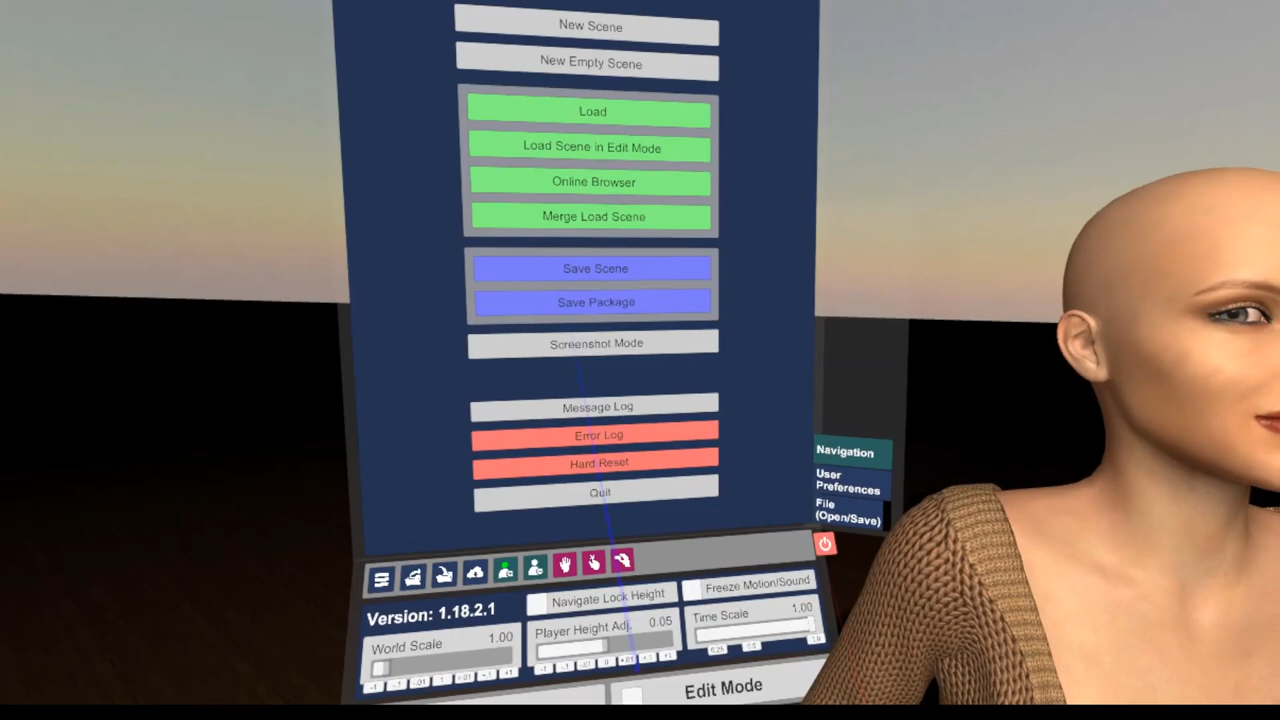 New Scene
New Empty Scene
Load
Load Scene in Edit Mode
Online Browser
Merge Load Scene
Save Scene
Save Package
Screenshot Mode
Message Log
Error Log
Hard Reset
Quit
Navigation
User
Preferences
File
(Open/Save)
Version: 1.18.2.1
Navigate Lock Height
Freeze Motion/Sound
World Scale 1.00
Player Height Adj. 0.05
Time Scale 1.00
Edit Mode